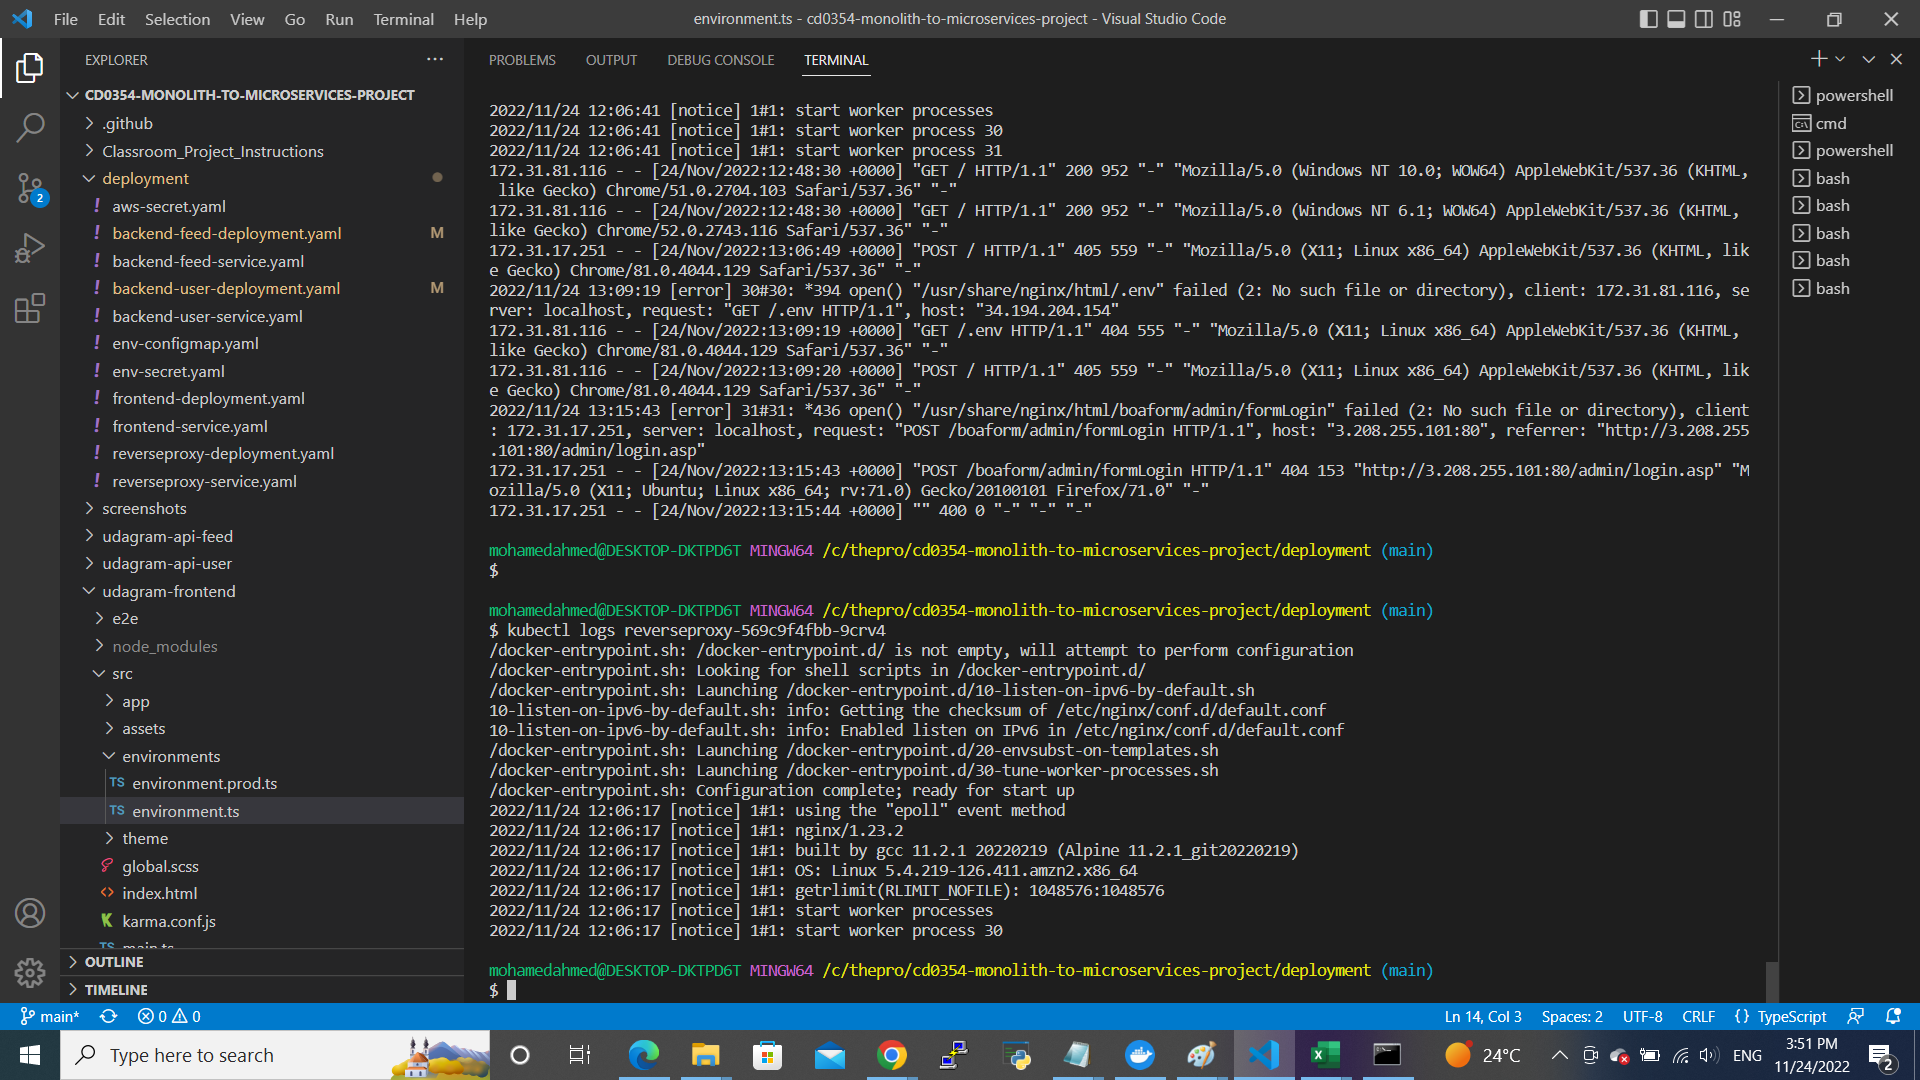 File Edit Selection View Go Run Terminal Help
environment.ts - cd0354-monolith-to-microservices-project - Visual Studio Code
EXPLORER
CD0354-MONOLITH-TO-MICROSERVICES-PROJECT
.github
Classroom_Project_Instructions
deployment
! aws-secret.yaml
! backend-feed-deployment.yaml M
! backend-feed-service.yaml
! backend-user-deployment.yaml M
! backend-user-service.yaml
! env-configmap.yaml
! env-secret.yaml
! frontend-deployment.yaml
! frontend-service.yaml
! reverseproxy-deployment.yaml
! reverseproxy-service.yaml
screenshots
udagram-api-feed
udagram-api-user
udagram-frontend
e2e
node_modules
src
app
assets
environments
TS environment.prod.ts
TS environment.ts
theme
global.scss
<> index.html
K karma.conf.js
TS main.ts
OUTLINE
TIMELINE
2
PROBLEMS OUTPUT DEBUG CONSOLE TERMINAL
2022/11/24 12:06:41 [notice] 1#1: start worker processes
2022/11/24 12:06:41 [notice] 1#1: start worker process 30
2022/11/24 12:06:41 [notice] 1#1: start worker process 31
172.31.81.116 - - [24/Nov/2022:12:48:30 +0000] "GET / HTTP/1.1" 200 952 "-" "Mozilla/5.0 (Windows NT 10.0; WOW64) AppleWebKit/537.36 (KHTML,
like Gecko) Chrome/51.0.2704.103 Safari/537.36" "-"
172.31.81.116 - - [24/Nov/2022:12:48:30 +0000] "GET / HTTP/1.1" 200 952 "-" "Mozilla/5.0 (Windows NT 6.1; WOW64) AppleWebKit/537.36 (KHTML,
like Gecko) Chrome/52.0.2743.116 Safari/537.36" "-"
172.31.17.251 - - [24/Nov/2022:13:06:49 +0000] "POST / HTTP/1.1" 405 559 "-" "Mozilla/5.0 (X11; Linux x86_64) AppleWebKit/537.36 (KHTML, lik
e Gecko) Chrome/81.0.4044.129 Safari/537.36" "-"
2022/11/24 13:09:19 [error] 30#30: *394 open() "/usr/share/nginx/html/.env" failed (2: No such file or directory), client: 172.31.81.116, se
rver: localhost, request: "GET /.env HTTP/1.1", host: "34.194.204.154"
172.31.81.116 - - [24/Nov/2022:13:09:19 +0000] "GET /.env HTTP/1.1" 404 555 "-" "Mozilla/5.0 (X11; Linux x86_64) AppleWebKit/537.36 (KHTML,
like Gecko) Chrome/81.0.4044.129 Safari/537.36" "-"
172.31.81.116 - - [24/Nov/2022:13:09:20 +0000] "POST / HTTP/1.1" 405 559 "-" "Mozilla/5.0 (X11; Linux x86_64) AppleWebKit/537.36 (KHTML, lik
e Gecko) Chrome/81.0.4044.129 Safari/537.36" "-"
2022/11/24 13:15:43 [error] 31#31: *436 open() "/usr/share/nginx/html/boaform/admin/formLogin" failed (2: No such file or directory), client
: 172.31.17.251, server: localhost, request: "POST /boaform/admin/formLogin HTTP/1.1", host: "3.208.255.101:80", referrer: "http://3.208.255
.101:80/admin/login.asp"
172.31.17.251 - - [24/Nov/2022:13:15:43 +0000] "POST /boaform/admin/formLogin HTTP/1.1" 404 153 "http://3.208.255.101:80/admin/login.asp" "M
ozilla/5.0 (X11; Ubuntu; Linux x86_64; rv:71.0) Gecko/20100101 Firefox/71.0" "-"
172.31.17.251 - - [24/Nov/2022:13:15:44 +0000] "" 400 0 "-" "-" "-"
mohamedahmed@DESKTOP-DKTPD6T MINGW64 /c/thepro/cd0354-monolith-to-microservices-project/deployment (main)
$
mohamedahmed@DESKTOP-DKTPD6T MINGW64 /c/thepro/cd0354-monolith-to-microservices-project/deployment (main)
$ kubectl logs reverseproxy-569c9f4fbb-9crv4
/docker-entrypoint.sh: /docker-entrypoint.d/ is not empty, will attempt to perform configuration
/docker-entrypoint.sh: Looking for shell scripts in /docker-entrypoint.d/
/docker-entrypoint.sh: Launching /docker-entrypoint.d/10-listen-on-ipv6-by-default.sh
10-listen-on-ipv6-by-default.sh: info: Getting the checksum of /etc/nginx/conf.d/default.conf
10-listen-on-ipv6-by-default.sh: info: Enabled listen on IPv6 in /etc/nginx/conf.d/default.conf
/docker-entrypoint.sh: Launching /docker-entrypoint.d/20-envsubst-on-templates.sh
/docker-entrypoint.sh: Launching /docker-entrypoint.d/30-tune-worker-processes.sh
/docker-entrypoint.sh: Configuration complete; ready for start up
2022/11/24 12:06:17 [notice] 1#1: using the "epoll" event method
2022/11/24 12:06:17 [notice] 1#1: nginx/1.23.2
2022/11/24 12:06:17 [notice] 1#1: built by gcc 11.2.1 20220219 (Alpine 11.2.1_git20220219)
2022/11/24 12:06:17 [notice] 1#1: OS: Linux 5.4.219-126.411.amzn2.x86_64
2022/11/24 12:06:17 [notice] 1#1: getrlimit(RLIMIT_NOFILE): 1048576:1048576
2022/11/24 12:06:17 [notice] 1#1: start worker processes
2022/11/24 12:06:17 [notice] 1#1: start worker process 30
mohamedahmed@DESKTOP-DKTPD6T MINGW64 /c/thepro/cd0354-monolith-to-microservices-project/deployment (main)
$
powershell
cmd
powershell
bash
bash
bash
bash
bash
main* 0 0 Ln 14, Col 3 Spaces: 2 UTF-8 CRLF {} TypeScript
Type here to search
24°C ENG 3:51 PM
11/24/2022 2